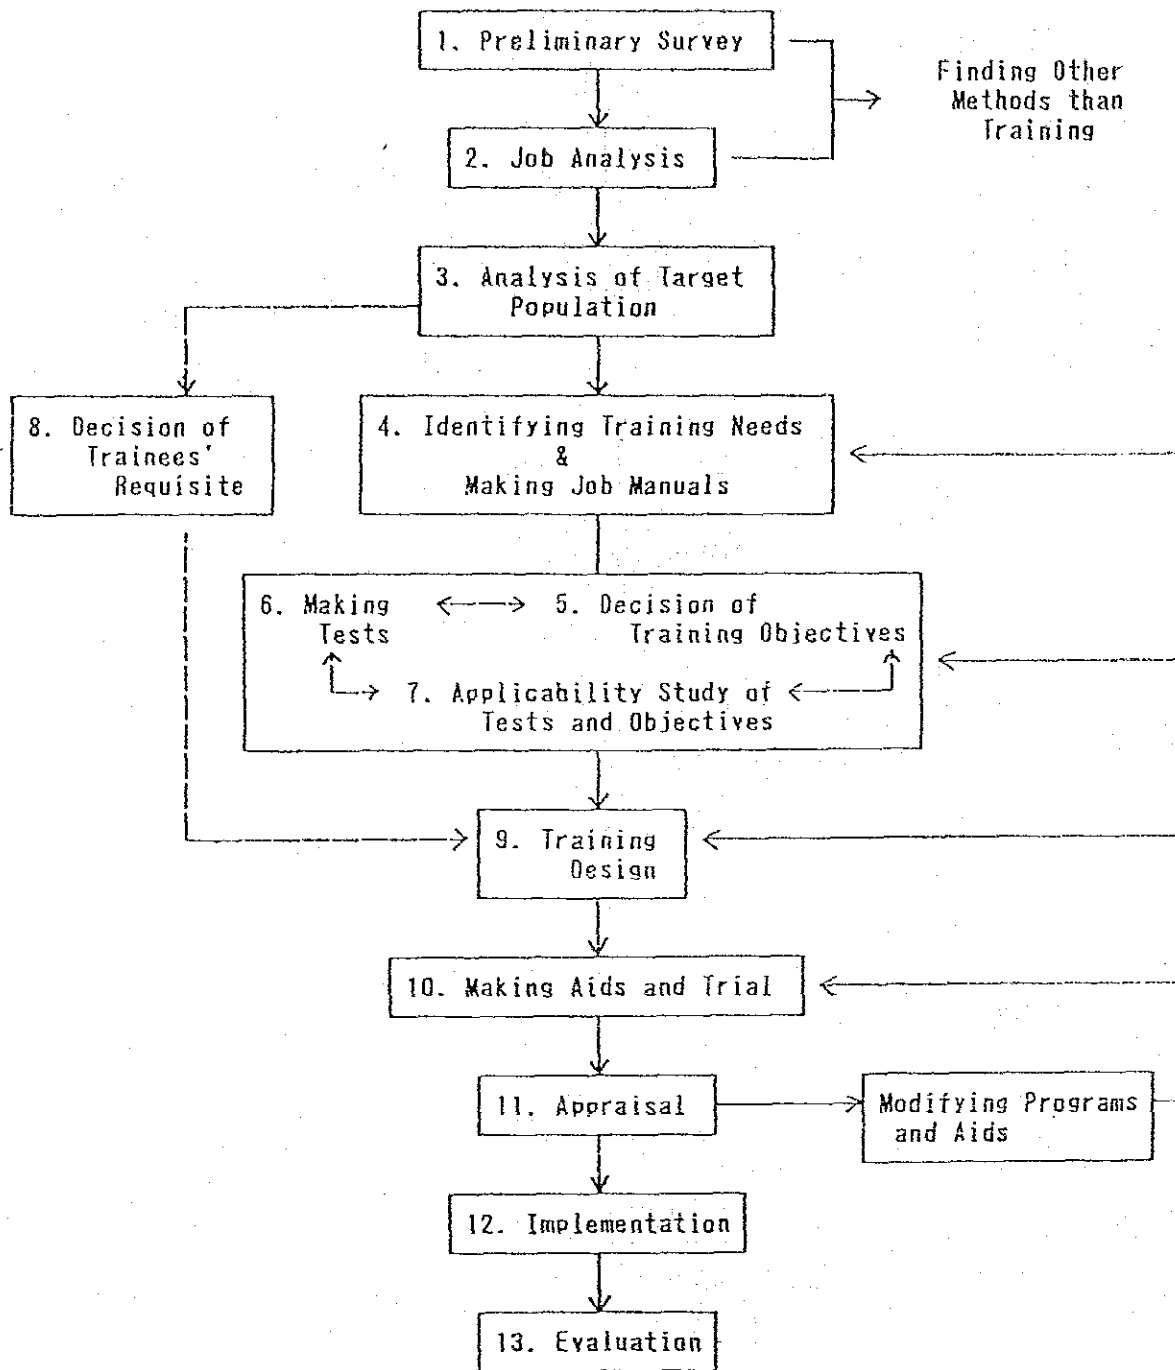 1. Preliminary Survey
Finding Other
Methods than
Training
2. Job Analysis
3. Analysis of Target
Population
8. Decision of
Trainees'
Requisite
4. Identifying Training Needs
&
Making Job Manuals
6. Making
Tests
5. Decision of
Training Objectives
7. Applicability Study of
Tests and Objectives
9. Training
Design
10. Making Aids and Trial
11. Appraisal
Modifying Programs
and Aids
12. Implementation
13. Evaluation